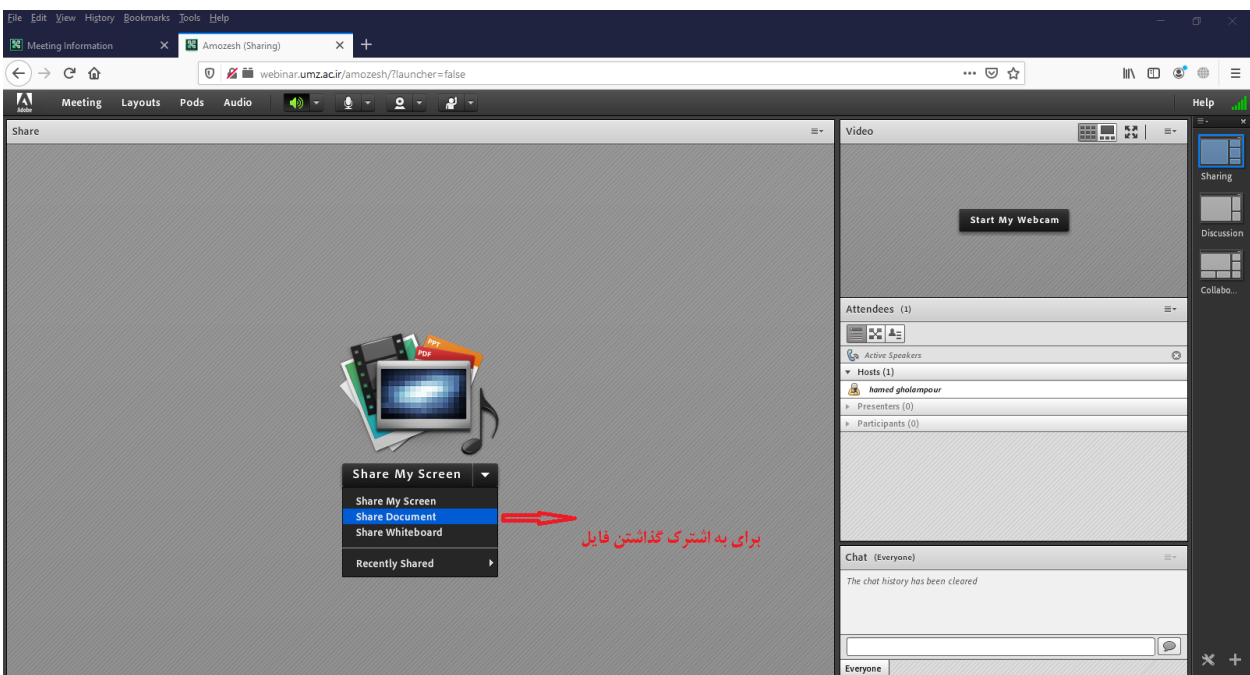 File Edit View History Bookmarks Tools Help
Meeting Information
Amozesh (Sharing)
webinar.umz.ac.ir/amozesh/?launcher=false
Adobe
Meeting Layouts Pods Audio
Help
Share
Video
Start My Webcam
Sharing
Discussion
Collabo...
PPT
PDF
Share My Screen
Share My Screen
Share Document
Share Whiteboard
Recently Shared
برای به اشترک گذاشتن فایل
Attendees (1)
Active Speakers
Hosts (1)
hamed gholampour
Presenters (0)
Participants (0)
Chat (Everyone)
The chat history has been cleared
Everyone